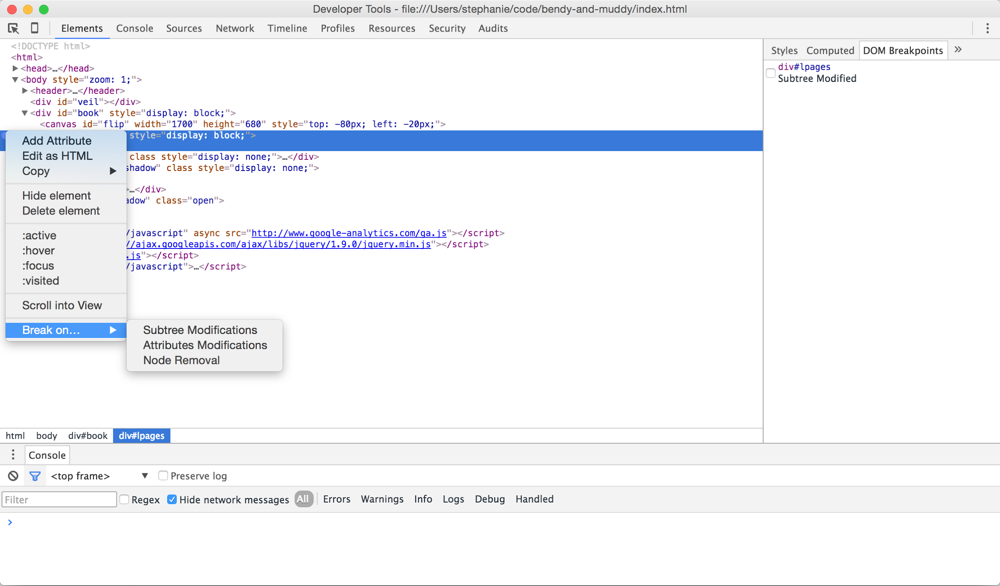 Developer Tools - file:///Users/stephanie/code/bendy-and-muddy/index.html
Elements Console Sources Network Timeline Profiles Resources Security Audits
<!DOCTYPE html>
<html>
<head>…</head>
<body style="zoom: 1;">
<header>…</header>
<div id="veil"></div>
<div id="book" style="display: block;">
<canvas id="flip" width="1700" height="680" style="top: -80px; left: -20px;">
style="display: block;">
class style="display: none;">…</div>
shadow" class style="display: none;">
>…</div>
adow" class="open">
/javascript" async src="http://www.google-analytics.com/ga.js"></script>
//ajax.googleapis.com/ajax/libs/jquery/1.9.0/jquery.min.js"></script>
.js"></script>
/javascript">…</script>
Add Attribute
Edit as HTML
Copy
Hide element
Delete element
:active
:hover
:focus
:visited
Scroll into View
Break on…
Subtree Modifications
Attributes Modifications
Node Removal
Styles Computed DOM Breakpoints »
div#lpages
Subtree Modified
html body div#book div#lpages
Console
<top frame> ▼ Preserve log
Filter Regex Hide network messages All Errors Warnings Info Logs Debug Handled
>